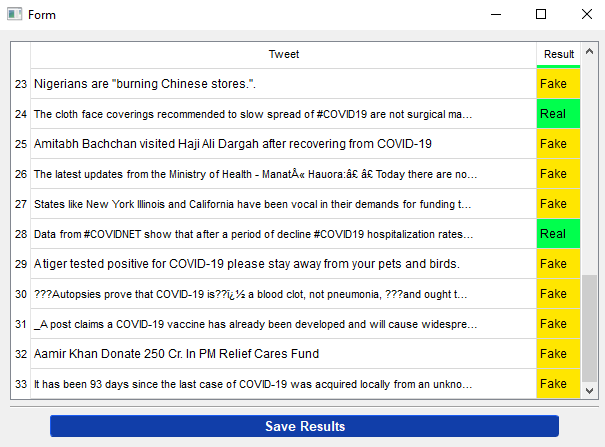 Form
Tweet Result
23 Nigerians are "burning Chinese stores.". Fake
24 The cloth face coverings recommended to slow spread of #COVID19 are not surgical ma... Real
25 Amitabh Bachchan visited Haji Ali Dargah after recovering from COVID-19 Fake
26 The latest updates from the Ministry of Health - ManatÅ« Hauora:â£ â£ Today there are no... Fake
27 States like New York Illinois and California have been vocal in their demands for funding t... Fake
28 Data from #COVIDNET show that after a period of decline #COVID19 hospitalization rates... Real
29 A tiger tested positive for COVID-19 please stay away from your pets and birds. Fake
30 ???Autopsies prove that COVID-19 is??ï¿½ a blood clot, not pneumonia, ???and ought t... Fake
31 _A post claims a COVID-19 vaccine has already been developed and will cause widespre... Fake
32 Aamir Khan Donate 250 Cr. In PM Relief Cares Fund Fake
33 It has been 93 days since the last case of COVID-19 was acquired locally from an unkno... Fake
Save Results